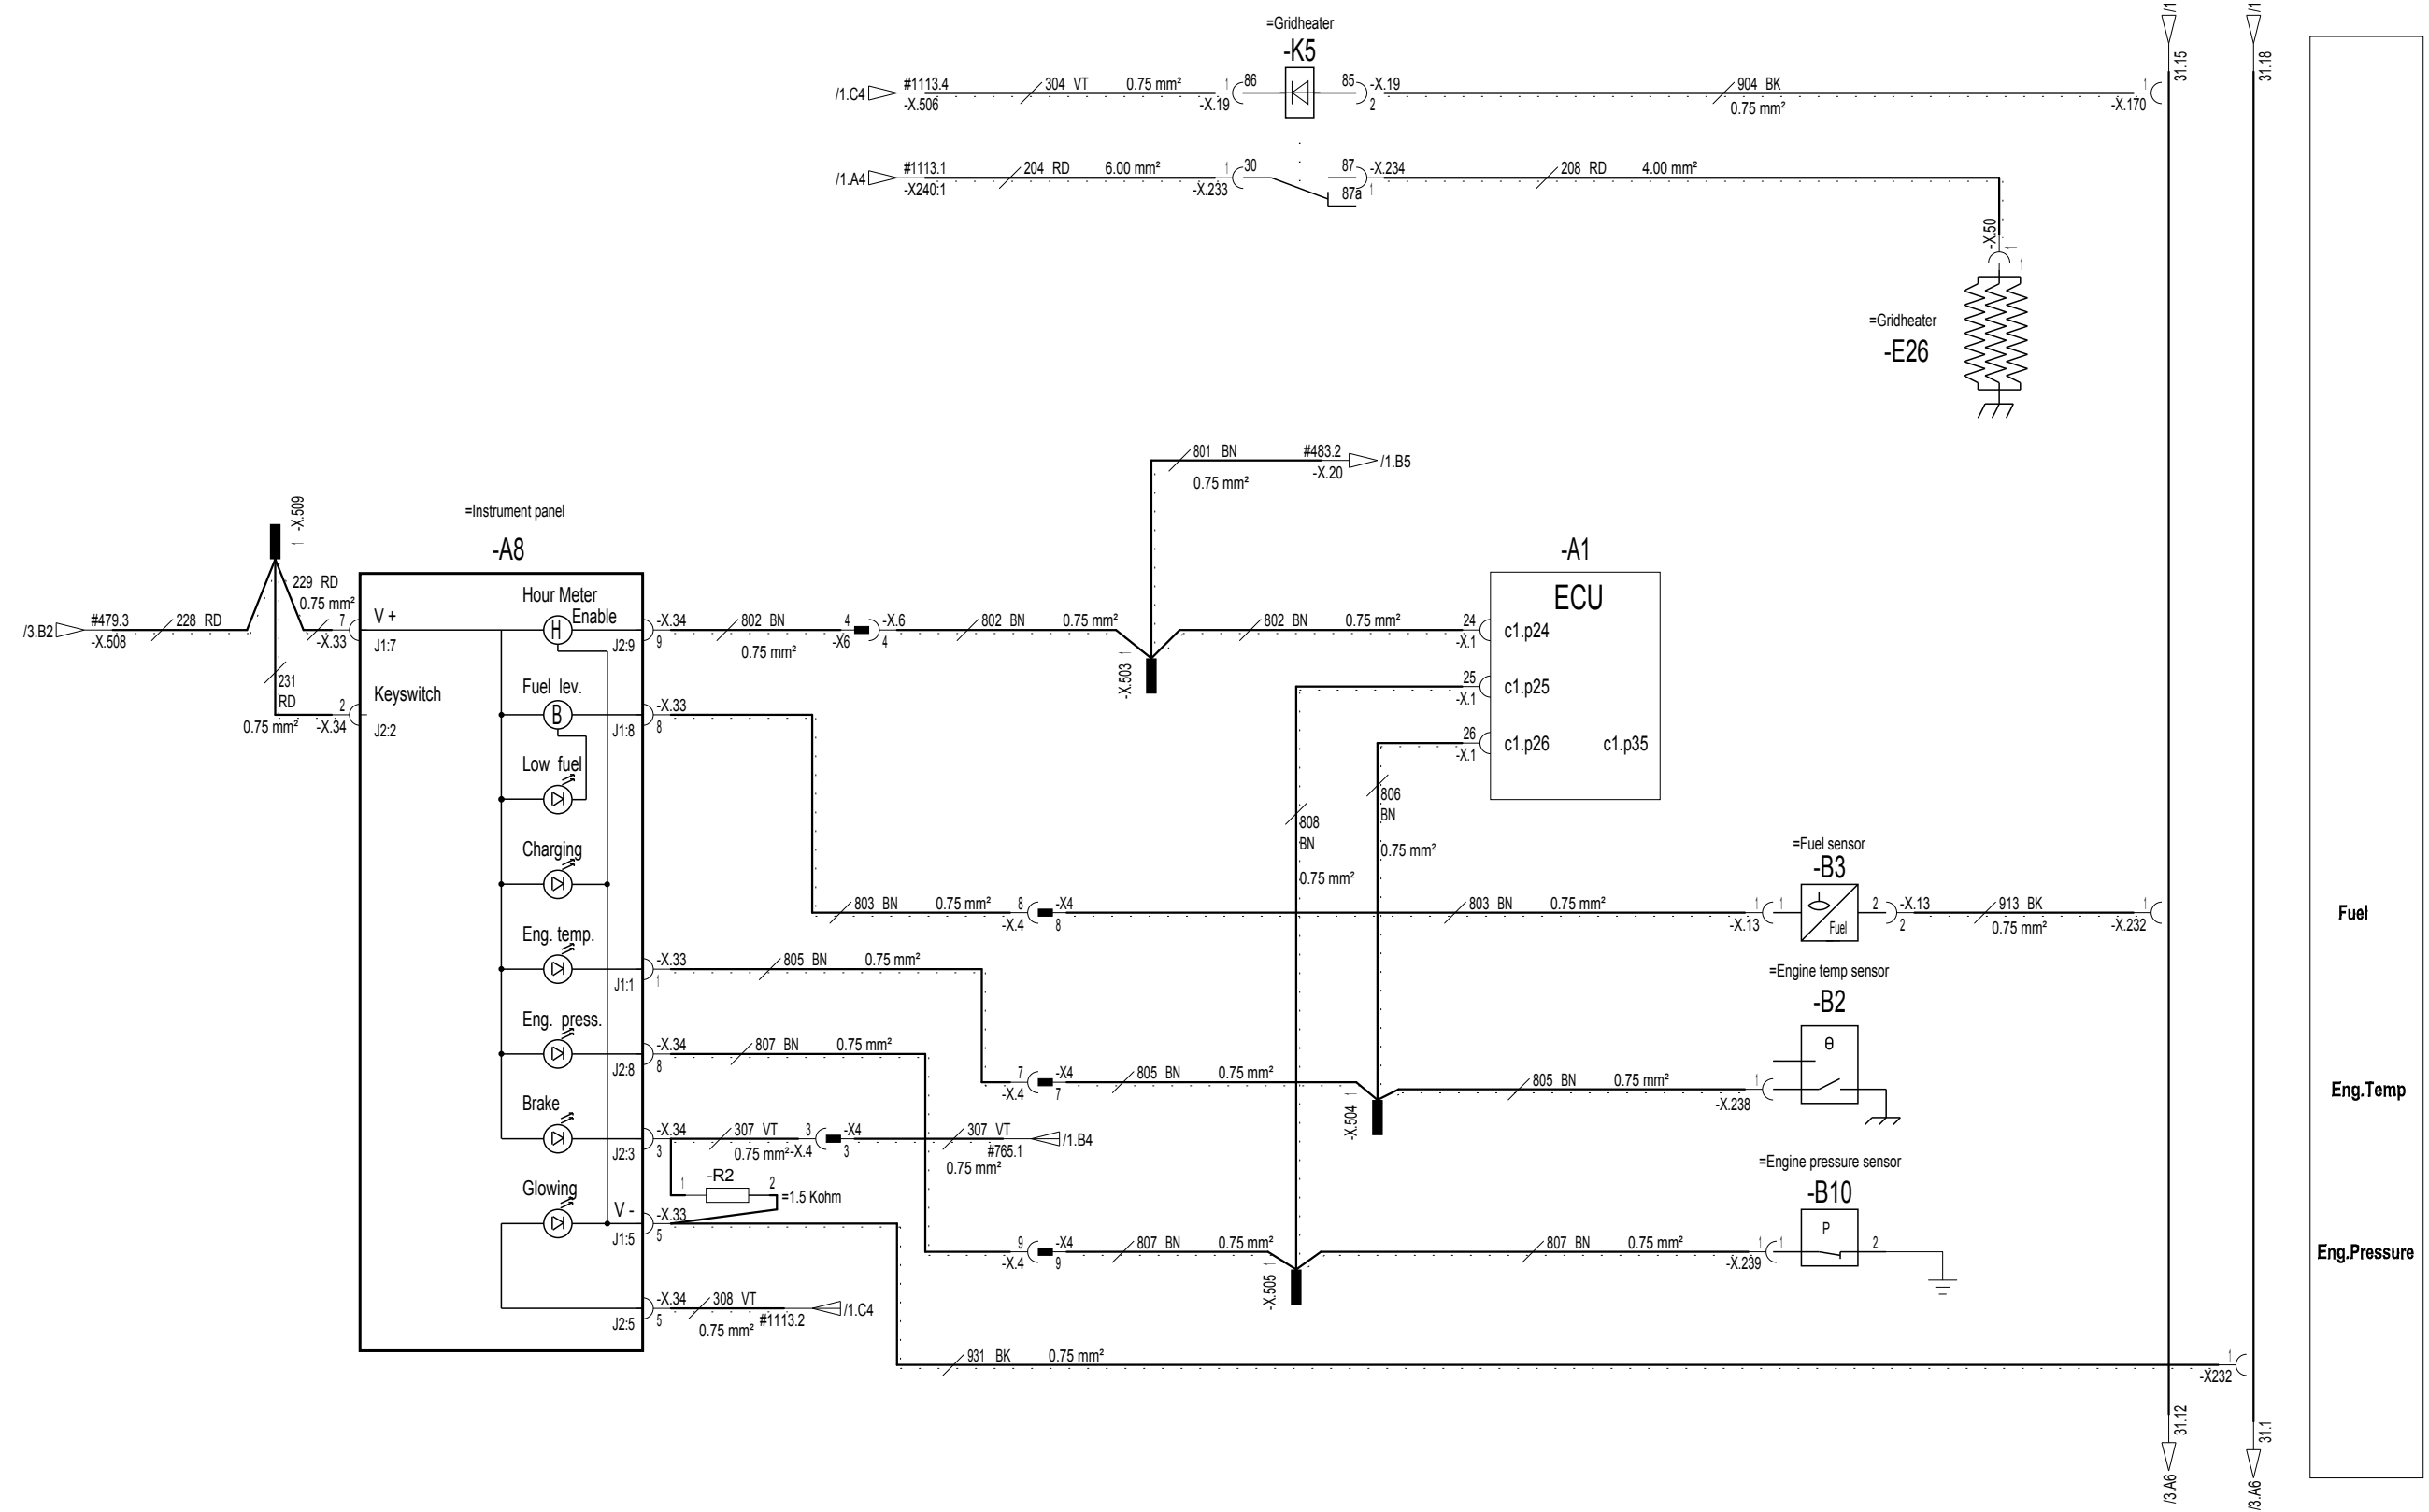 =Gridheater
-K5
/1.C4 #1113.4 304 VT 0.75 mm² 1 86 85 -X.19 904 BK 1
-X.506 -X.19 2 0.75 mm² -X.170
/1.A4 #1113.1 204 RD 6.00 mm² 1 30 87 -X.234 208 RD 4.00 mm²
-X240:1 -X.233 87a 1
/1 /1
31.15 31.18
-X.50 1
1
=Gridheater
-E26
801 BN #483.2 /1.B5
0.75 mm² -X.20
-X.509 1
=Instrument panel
-A8
-A1
ECU
229 RD
0.75 mm²
/3.B2 #479.3 228 RD 7
-X.508 -X.33
231
RD
0.75 mm²
2
-X.34
V +
J1:7
Keyswitch
J2:2
Hour Meter
H Enable
J2:9
-X.34 802 BN 4 -X.6 802 BN 0.75 mm² 802 BN 0.75 mm² 24 c1.p24
9 0.75 mm² -X6 4 -X.1
-X.503 1
25 c1.p25
-X.1
26 c1.p26 c1.p35
-X.1
Fuel lev.
B
J1:8
-X.33
8
Low fuel
806
BN
0.75 mm²
808
BN
0.75 mm²
Charging
=Fuel sensor
-B3
803 BN 0.75 mm² 8 -X4 803 BN 0.75 mm² 1 1 2 -X.13 913 BK 1
-X.4 8 -X.13 Fuel 2 0.75 mm² -X.232
Fuel
Eng. temp.
J1:1
-X.33 805 BN 0.75 mm²
1
=Engine temp sensor
-B2
θ
Eng. press.
J2:8
-X.34 807 BN 0.75 mm²
8
7 -X4 805 BN 0.75 mm² 805 BN 0.75 mm² 1
-X.4 7 -X.238
-X.504 1
Eng.Temp
Brake
J2:3
-X.34 307 VT 3 -X4 307 VT /1.B4
3 0.75 mm² -X.4 3 #765.1
0.75 mm²
1 -R2 2 =1.5 Kohm
=Engine pressure sensor
-B10
P
Glowing
V -
J1:5
-X.33
5
9 -X4 807 BN 0.75 mm² 807 BN 0.75 mm² 1 1 2
-X.4 9 -X.239
-X.505 1
Eng.Pressure
J2:5
-X.34 308 VT /1.C4
5 0.75 mm² #1113.2
931 BK 0.75 mm² 1
-X232
31.12 31.1
/3.A6 /3.A6